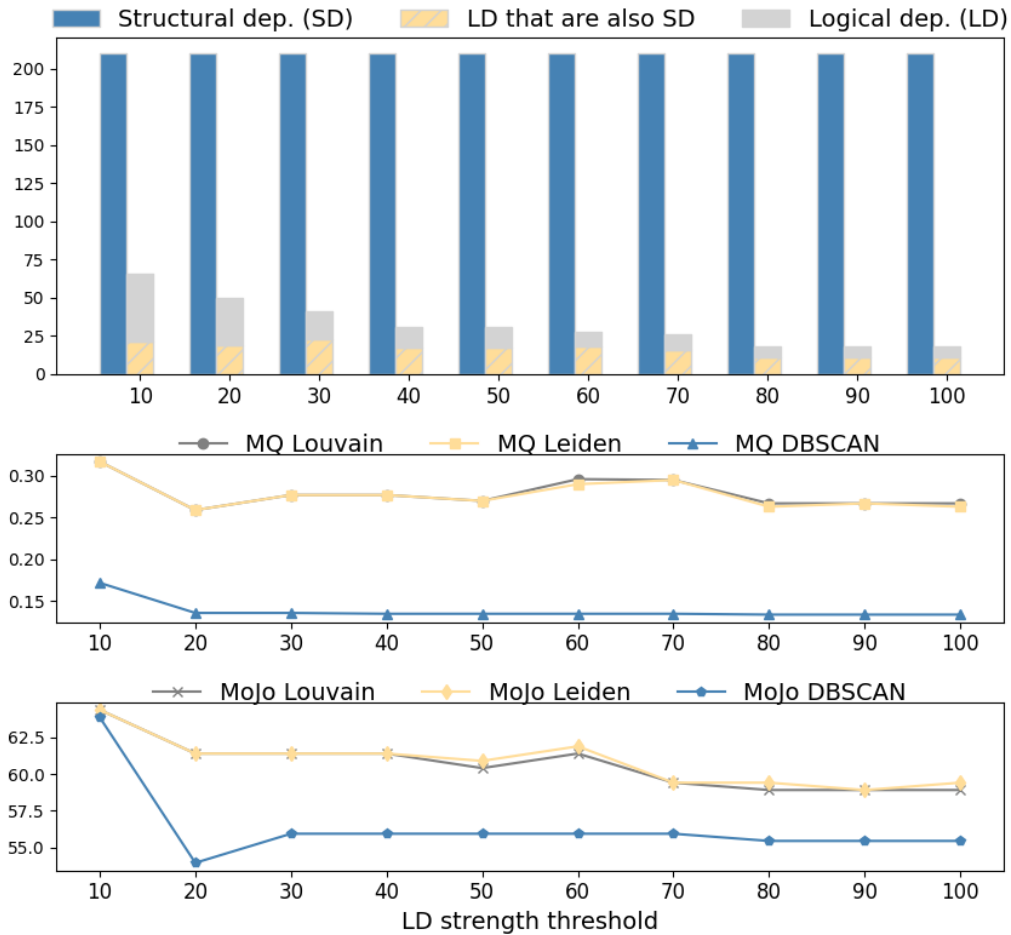 Structural dep. (SD) LD that are also SD Logical dep. (LD)
200
175
150
125
100
75
50
25
0
10 20 30 40 50 60 70 80 90 100
MQ Louvain MQ Leiden MQ DBSCAN
0.30
0.25
0.20
0.15
10 20 30 40 50 60 70 80 90 100
MoJo Louvain MoJo Leiden MoJo DBSCAN
62.5
60.0
57.5
55.0
10 20 30 40 50 60 70 80 90 100
LD strength threshold